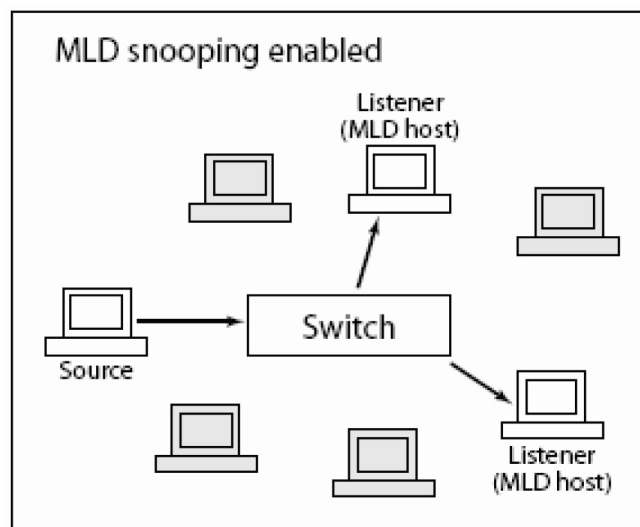 MLD snooping enabled
Listener
(MLD host)
Switch
Source
Listener
(MLD host)